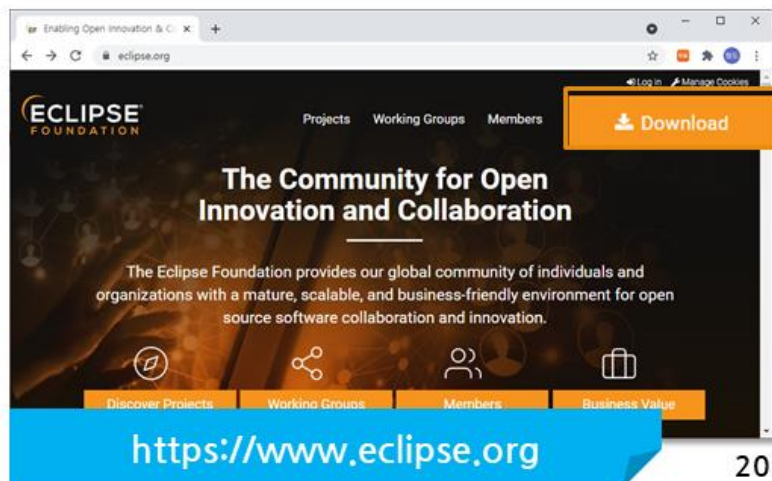 Enabling Open Innovation & C
eclipse.org
Log in Manage Cookies
ECLIPSE
FOUNDATION
Projects Working Groups Members
Download
The Community for Open
Innovation and Collaboration
The Eclipse Foundation provides our global community of individuals and
organizations with a mature, scalable, and business-friendly environment for open
source software collaboration and innovation.
Discover Projects Working Groups Members Business Value
https://www.eclipse.org
20